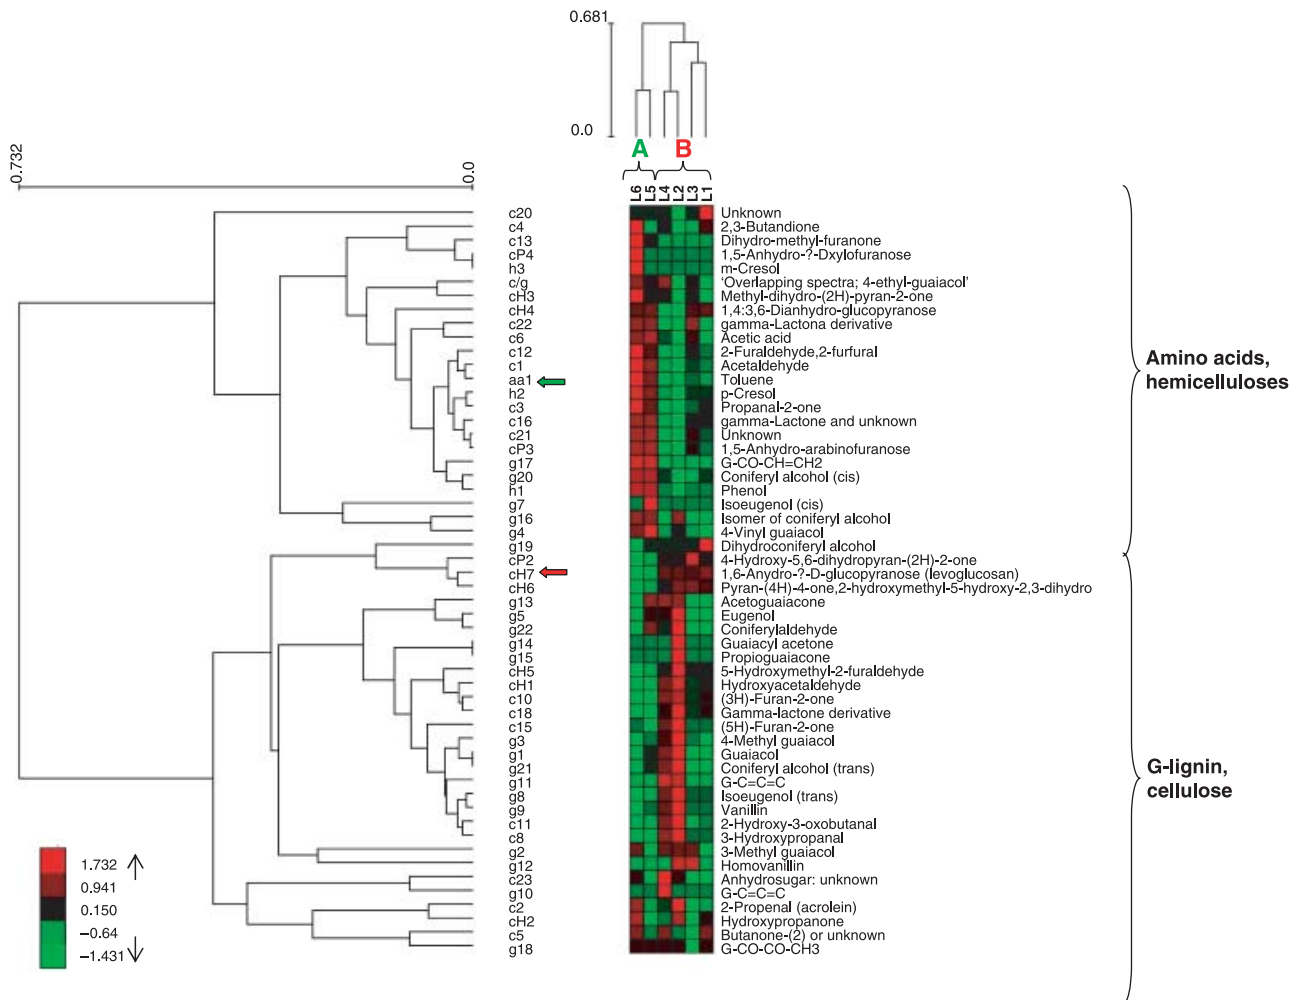 0.681
0.0
A B
0.732
0.0
L6 L5 L4 L2 L3 L1
c20 Unknown
c4 2,3-Butandione
c13 Dihydro-methyl-furanone
cP4 1,5-Anhydro-?-Dxylofuranose
h3 m-Cresol
c/g 'Overlapping spectra; 4-ethyl-guaiacol'
cH3 Methyl-dihydro-(2H)-pyran-2-one
cH4 1,4:3,6-Dianhydro-glucopyranose
c22 gamma-Lactona derivative
c6 Acetic acid
c12 2-Furaldehyde,2-furfural
c1 Acetaldehyde
aa1 Toluene
h2 p-Cresol
c3 Propanal-2-one
c16 gamma-Lactone and unknown
c21 Unknown
cP3 1,5-Anhydro-arabinofuranose
g17 G-CO-CH=CH2
g20 Coniferyl alcohol (cis)
h1 Phenol
g7 Isoeugenol (cis)
g16 Isomer of coniferyl alcohol
g4 4-Vinyl guaiacol
g19 Dihydroconiferyl alcohol
cP2 4-Hydroxy-5,6-dihydropyran-(2H)-2-one
cH7 1,6-Anydro-?-D-glucopyranose (levoglucosan)
cH6 Pyran-(4H)-4-one,2-hydroxymethyl-5-hydroxy-2,3-dihydro
g13 Acetoguaiacone
g5 Eugenol
g22 Coniferylaldehyde
g14 Guaiacyl acetone
g15 Propioguaiacone
cH5 5-Hydroxymethyl-2-furaldehyde
cH1 Hydroxyacetaldehyde
c10 (3H)-Furan-2-one
c18 Gamma-lactone derivative
c15 (5H)-Furan-2-one
g3 4-Methyl guaiacol
g1 Guaiacol
g21 Coniferyl alcohol (trans)
g11 G-C=C=C
g8 Isoeugenol (trans)
g9 Vanillin
c11 2-Hydroxy-3-oxobutanal
c8 3-Hydroxypropanal
g2 3-Methyl guaiacol
g12 Homovanillin
c23 Anhydrosugar: unknown
g10 G-C=C=C
c2 2-Propenal (acrolein)
cH2 Hydroxypropanone
c5 Butanone-(2) or unknown
g18 G-CO-CO-CH3
Amino acids,
hemicelluloses
G-lignin,
cellulose
1.732
0.941
0.150
−0.64
−1.431